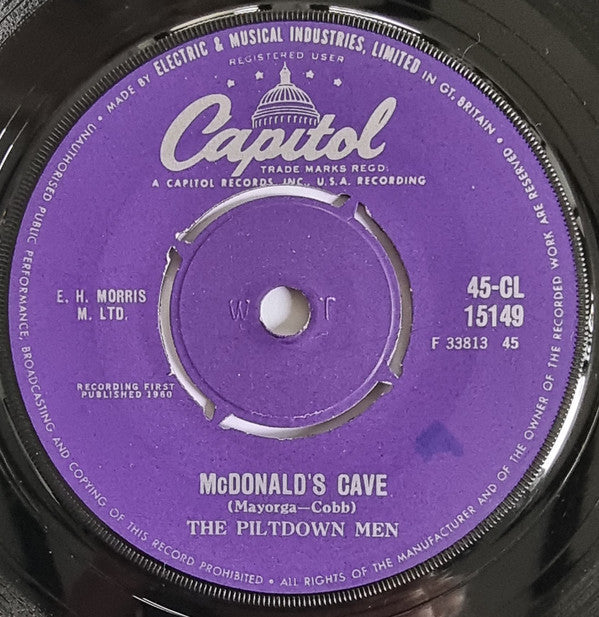 • MADE BY ELECTRIC & MUSICAL INDUSTRIES, LIMITED IN GT. BRITAIN •
REGISTERED USER
Capitol
TRADE MARKS REGD.
A CAPITOL RECORDS, INC., U.S.A. RECORDING
E. H. MORRIS
M. LTD.
45-CL
15149
F 33813 45
RECORDING FIRST
PUBLISHED 1960
McDONALD'S CAVE
(Mayorga—Cobb)
THE PILTDOWN MEN
UNAUTHORISED PUBLIC PERFORMANCE, BROADCASTING AND COPYING OF THIS RECORD PROHIBITED • ALL RIGHTS OF THE MANUFACTURER AND OF THE OWNER OF THE RECORDED WORK ARE RESERVED •